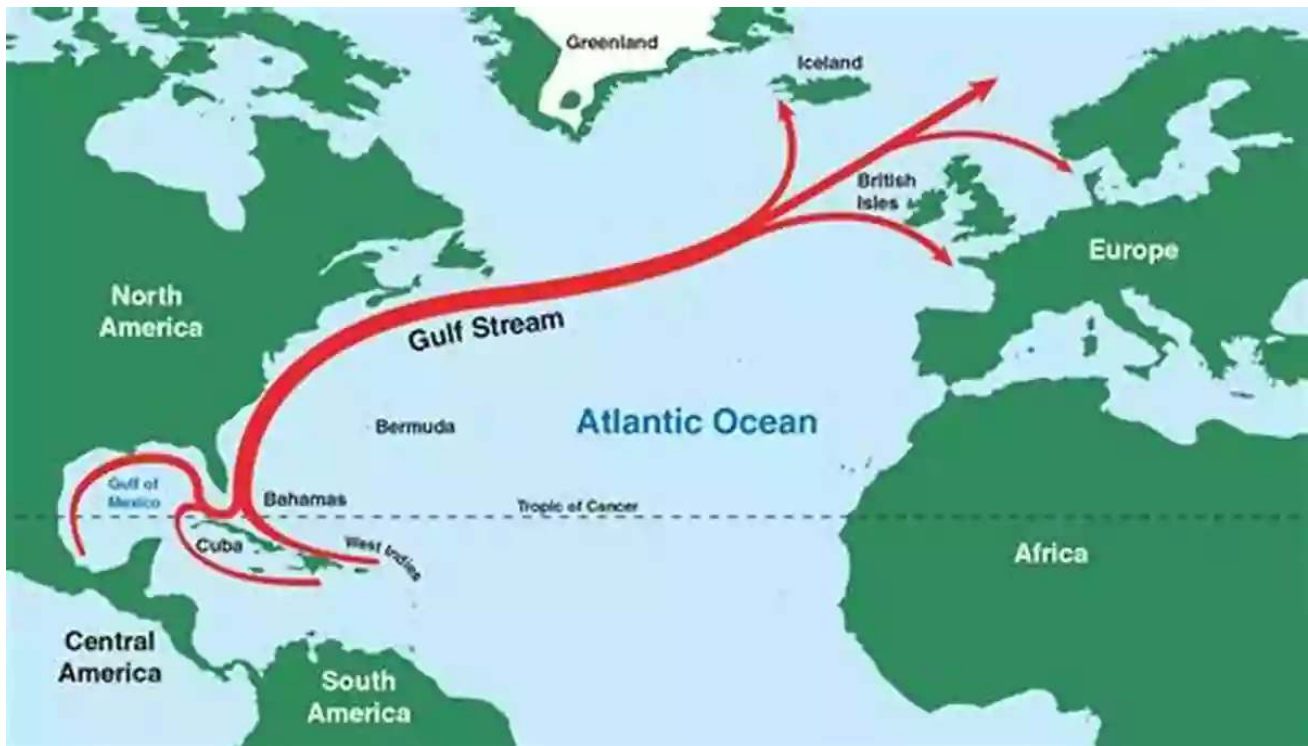 Greenland
Iceland
British
Isles
Europe
North
America
Gulf Stream
Atlantic Ocean
Bermuda
Gulf of
Mexico
Bahamas
Tropic of Cancer
Cuba
West Indies
Africa
Central
America
South
America